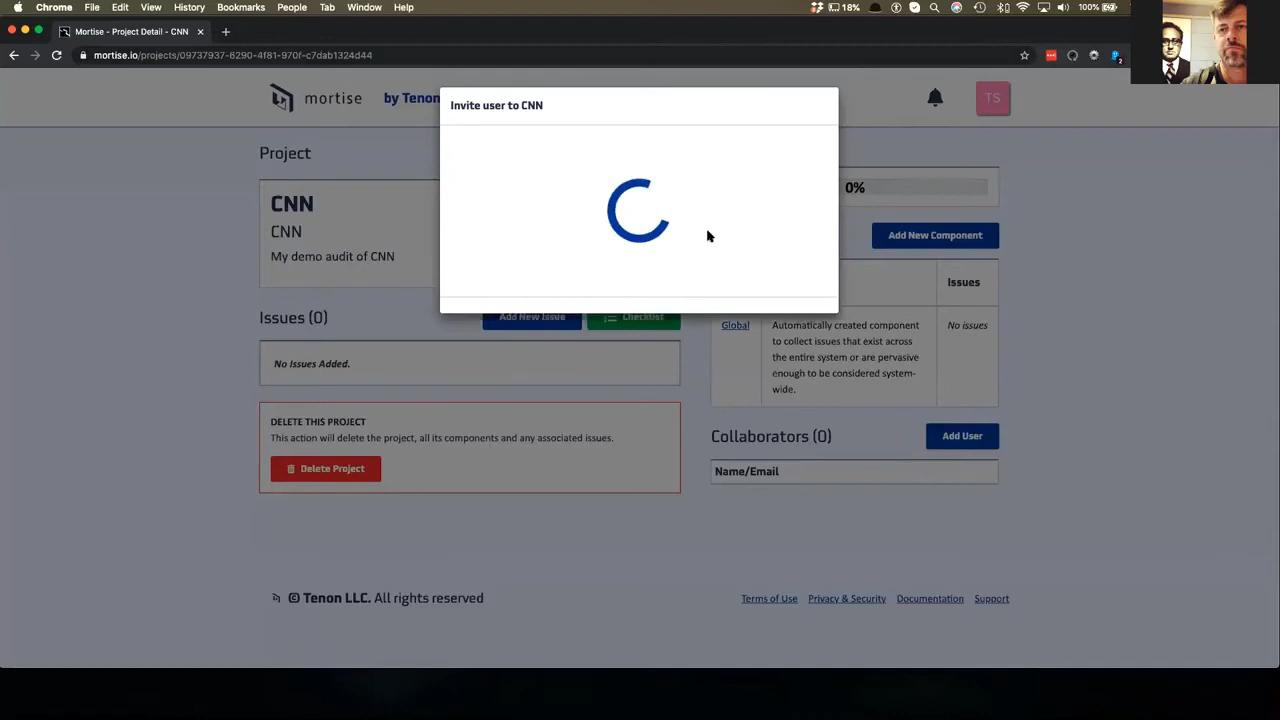 Chrome File Edit View History Bookmarks People Tab Window Help 18% 100%
Mortise - Project Detail - CNN
mortise.io/projects/09737937-6290-4f81-970f-c7dab1324d44
2
mortise by Tenon
TS
Invite user to CNN
Project
CNN
CNN
My demo audit of CNN
0%
Add New Component
Issues
Global
Automatically created component
to collect issues that exist across
the entire system or are pervasive
enough to be considered system-
wide.
No issues
Issues (0)
Add New Issue
Checklist
No Issues Added.
DELETE THIS PROJECT
This action will delete the project, all its components and any associated issues.
Delete Project
Collaborators (0)
Add User
Name/Email
© Tenon LLC. All rights reserved
Terms of Use Privacy & Security Documentation Support